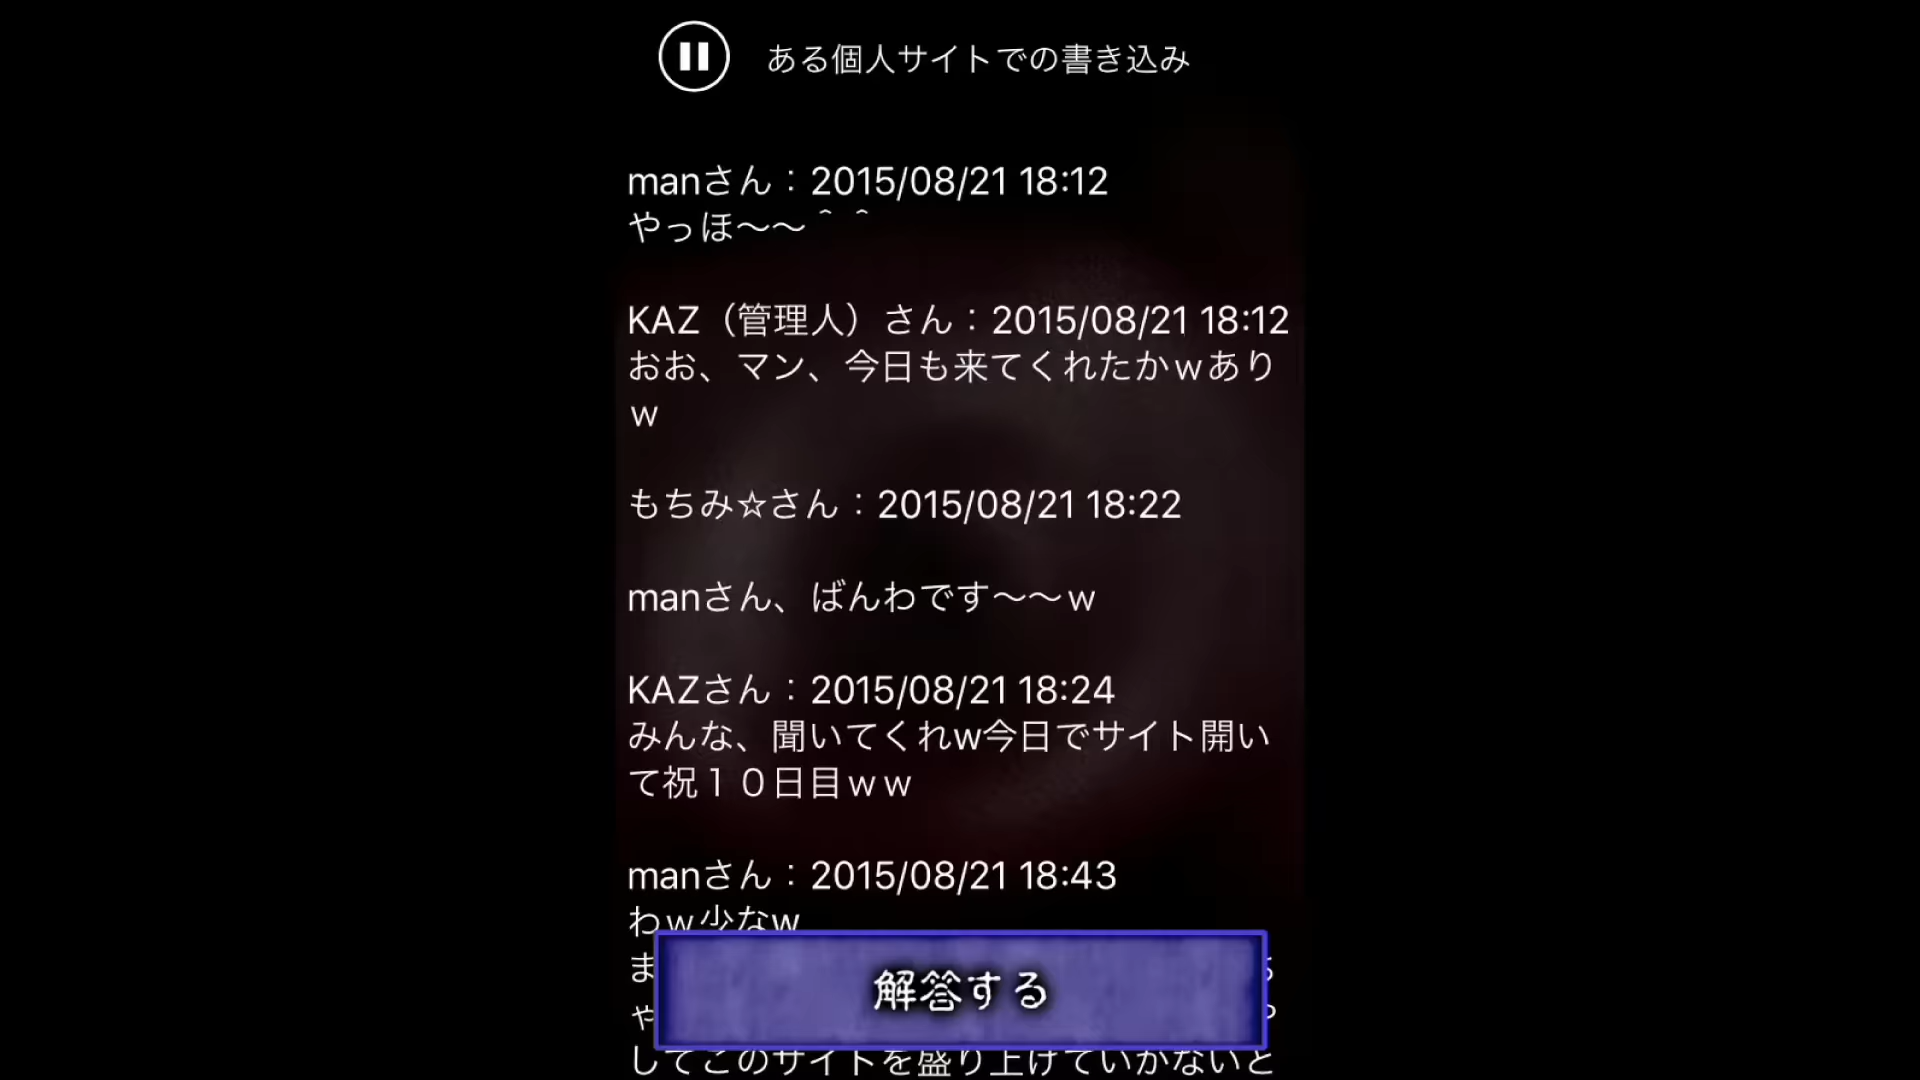 ある個人サイトでの書き込み
manさん：2015/08/21 18:12
やっほ～～＾＾
KAZ（管理人）さん：2015/08/21 18:12
おお、マン、今日も来てくれたかｗあり
ｗ
もちみ☆さん：2015/08/21 18:22
manさん、ばんわです～～ｗ
KAZさん：2015/08/21 18:24
みんな、聞いてくれw今日でサイト開い
て祝１０日目ｗｗ
manさん：2015/08/21 18:43
わｗ少なw
ま
や
解答する
してこのサイトを盛り上げていかないと